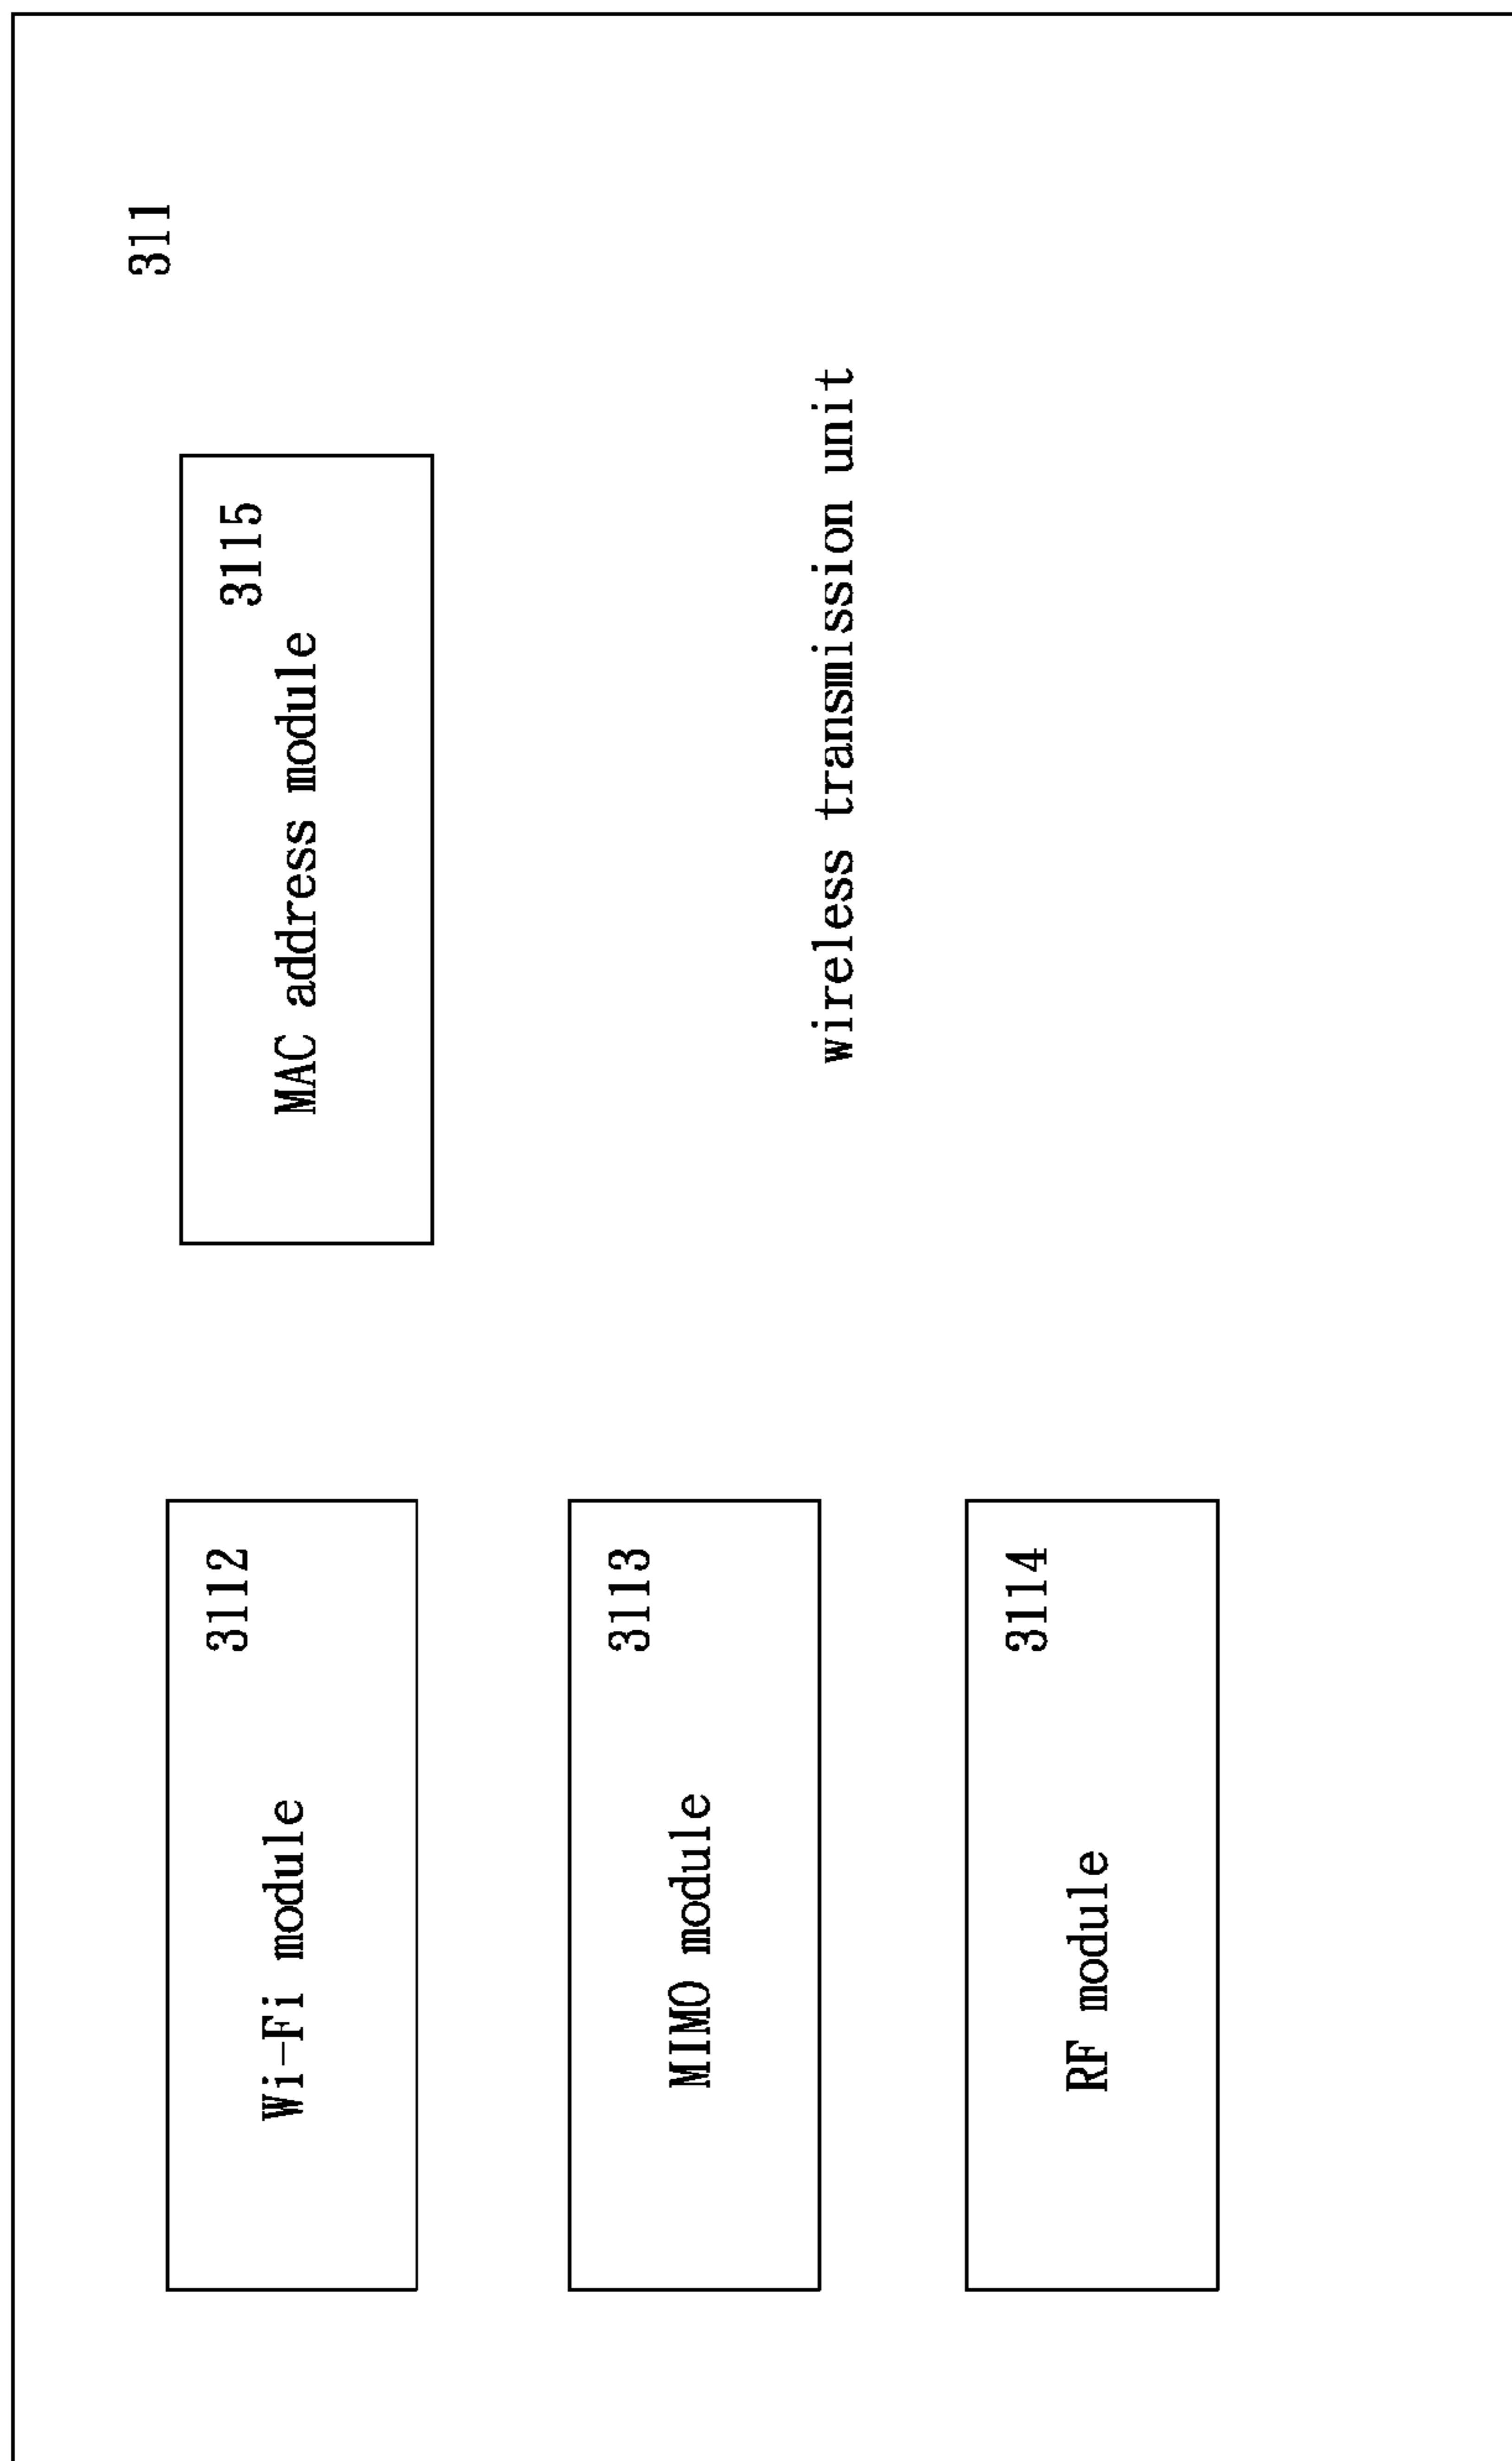 311
3112
Wi-Fi module
3115
MAC address module
3113
MIMO module
wireless transmission unit
3114
RF module